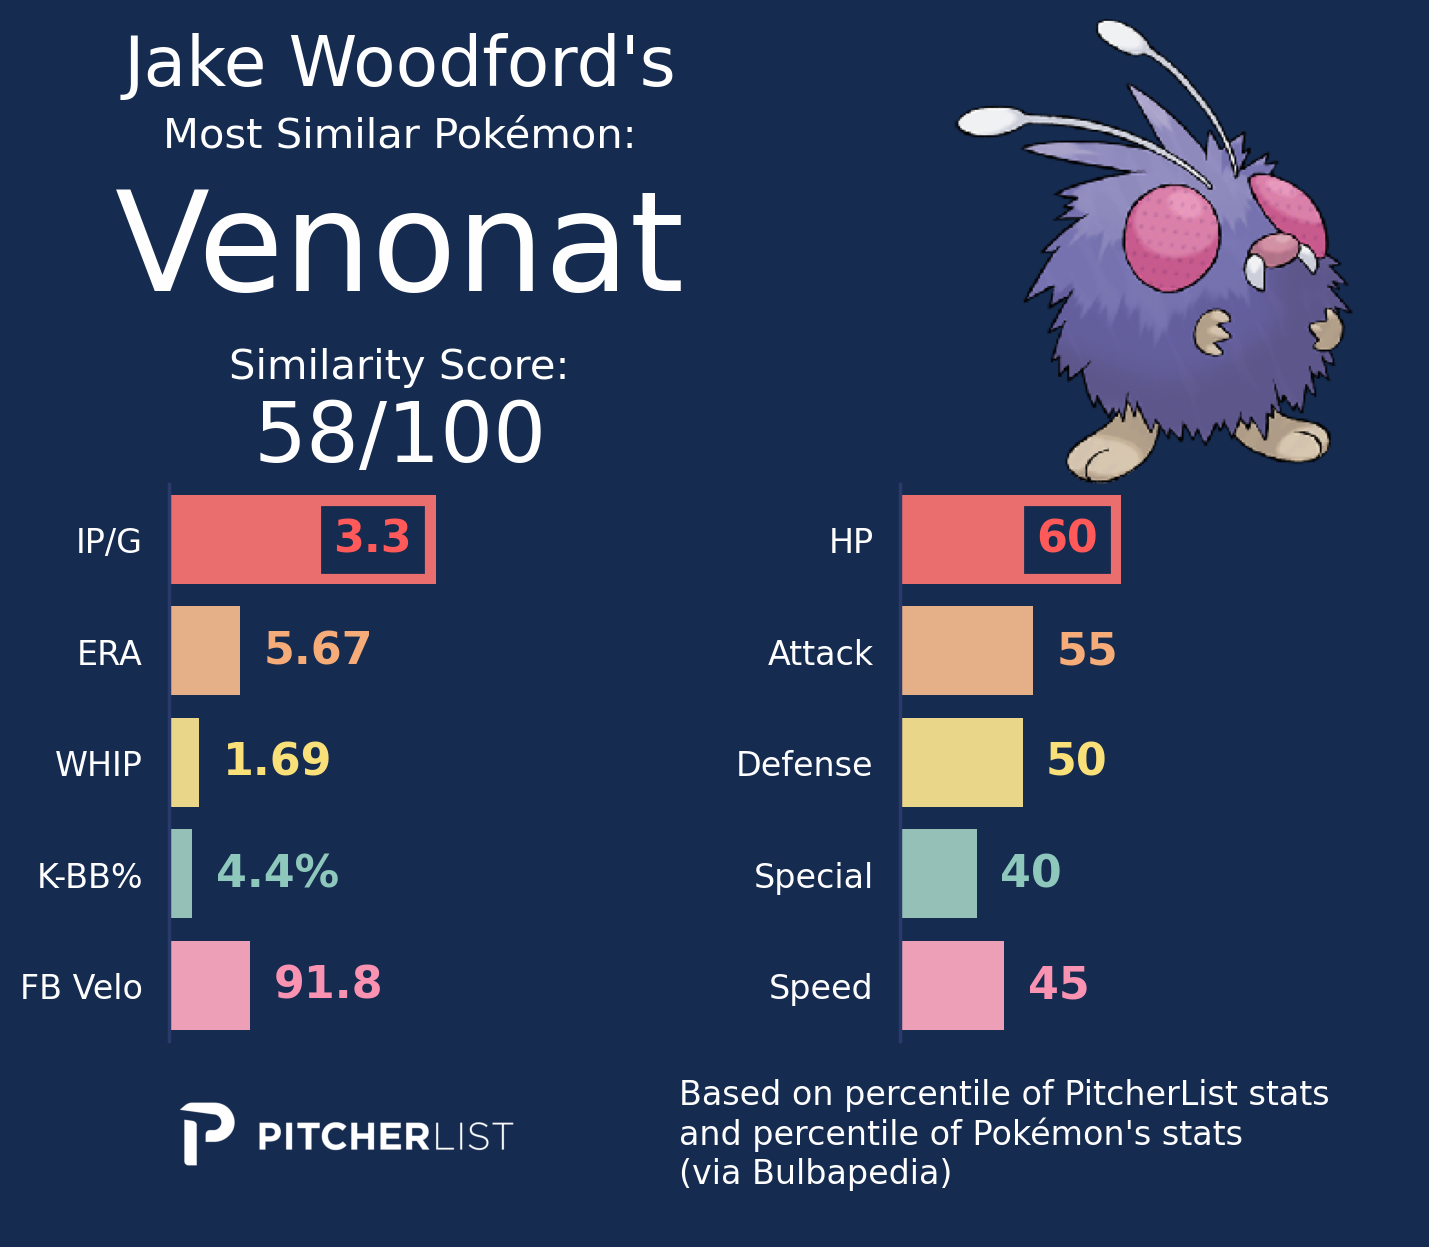 Jake Woodford's
Most Similar Pokémon:
Venonat
Similarity Score:
58/100
IP/G 3.3
ERA 5.67
WHIP 1.69
K-BB% 4.4%
FB Velo 91.8
HP 60
Attack 55
Defense 50
Special 40
Speed 45
PITCHERLIST
Based on percentile of PitcherList stats
and percentile of Pokémon's stats
(via Bulbapedia)